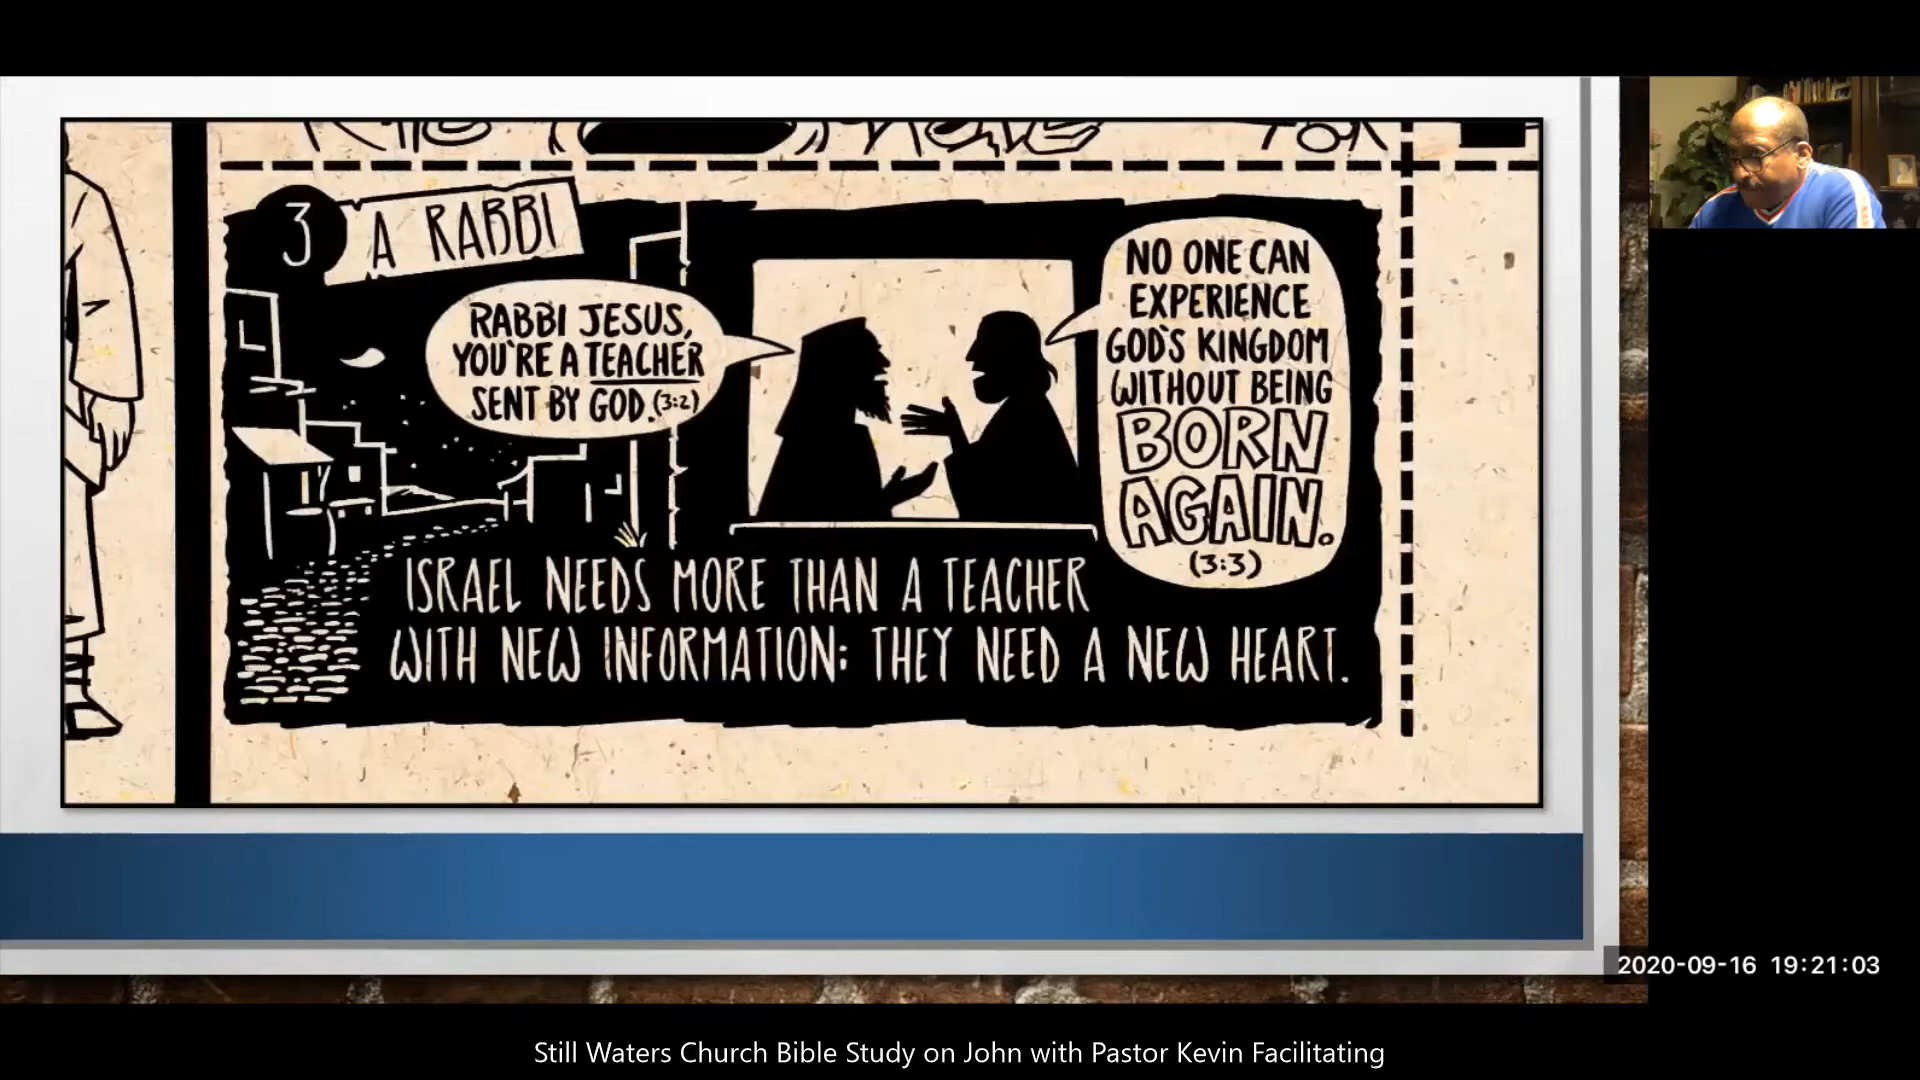 3
A RABBI
RABBI JESUS,
YOU'RE A TEACHER
SENT BY GOD. (3:2)
NO ONE CAN
EXPERIENCE
GOD'S KINGDOM
WITHOUT BEING
BORN
AGAIN.
(3:3)
ISRAEL NEEDS MORE THAN A TEACHER
WITH NEW INFORMATION; THEY NEED A NEW HEART.
2020-09-16 19:21:03
Still Waters Church Bible Study on John with Pastor Kevin Facilitating